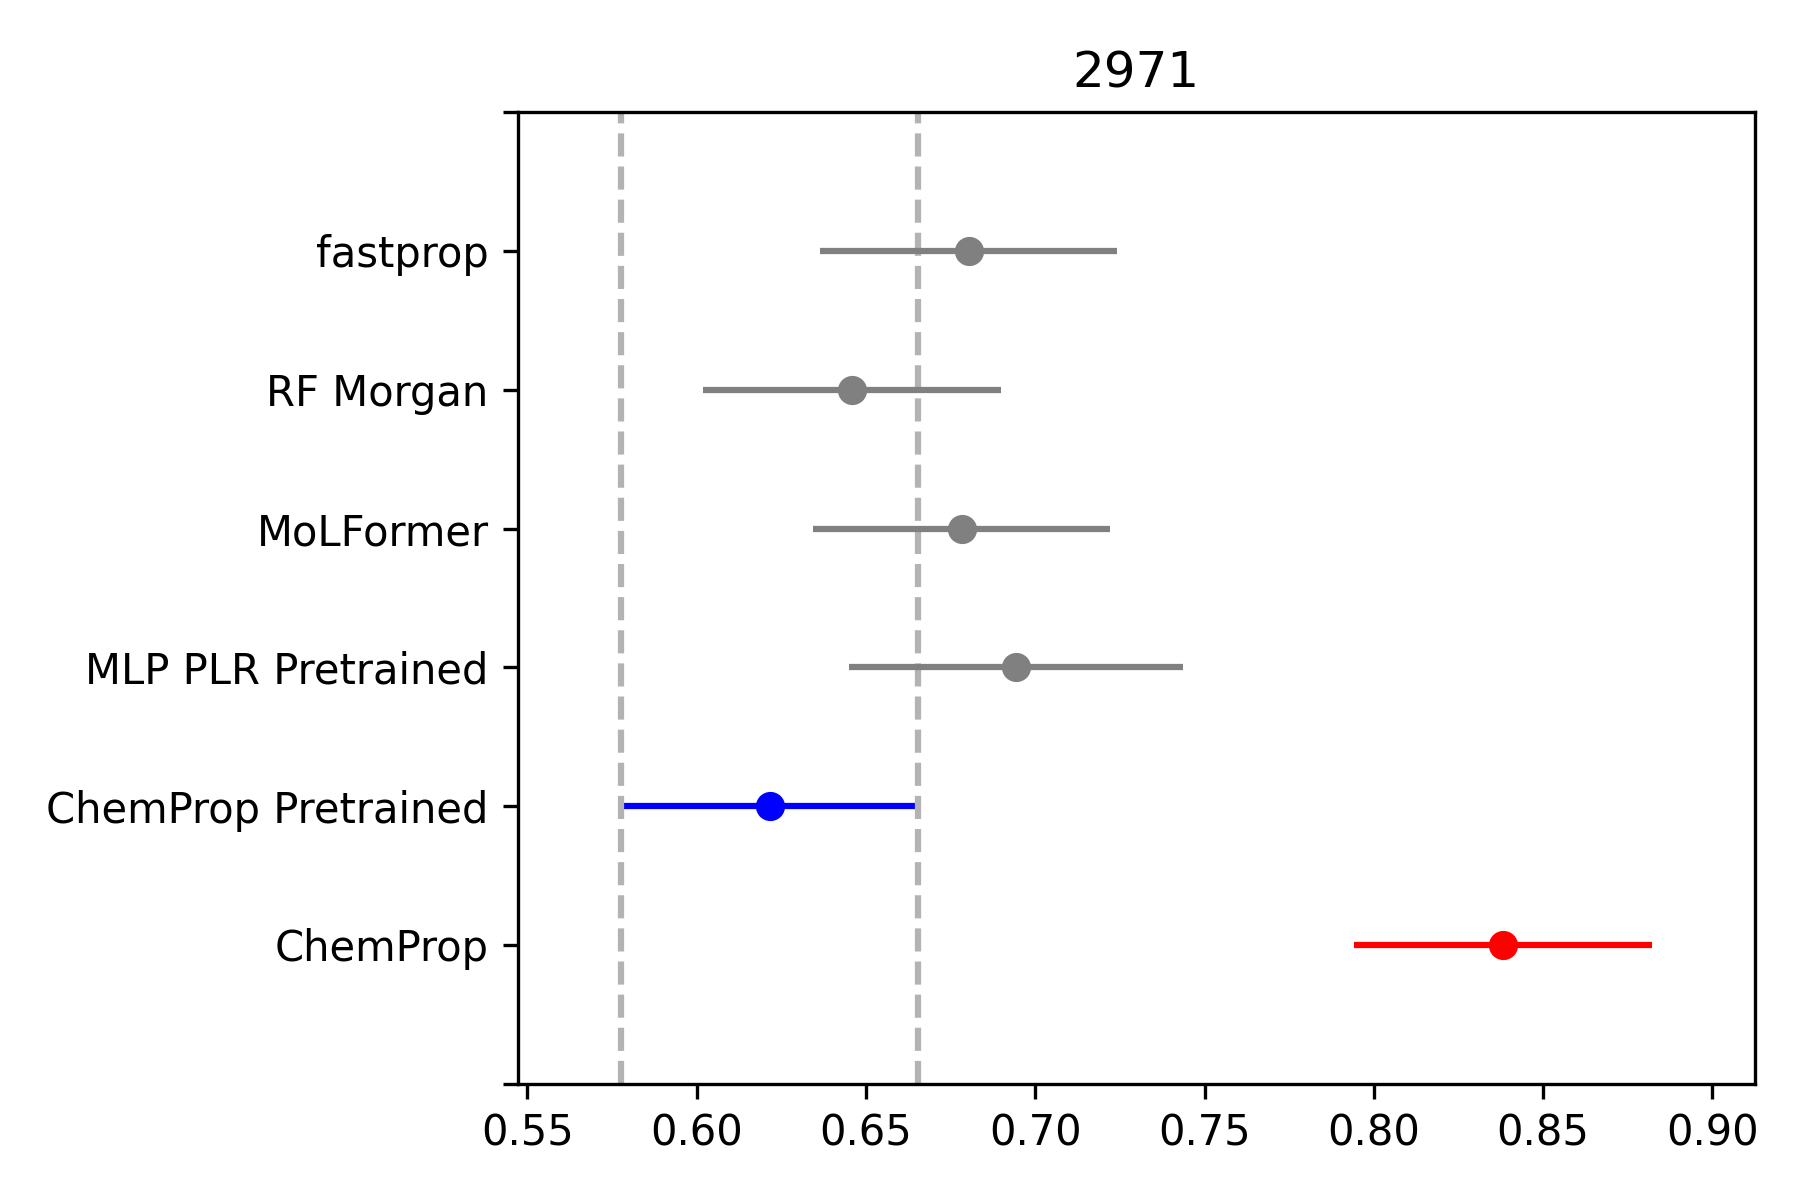 2971
fastprop
RF Morgan
MoLFormer
MLP PLR Pretrained
ChemProp Pretrained
ChemProp
0.55 0.60 0.65 0.70 0.75 0.80 0.85 0.90